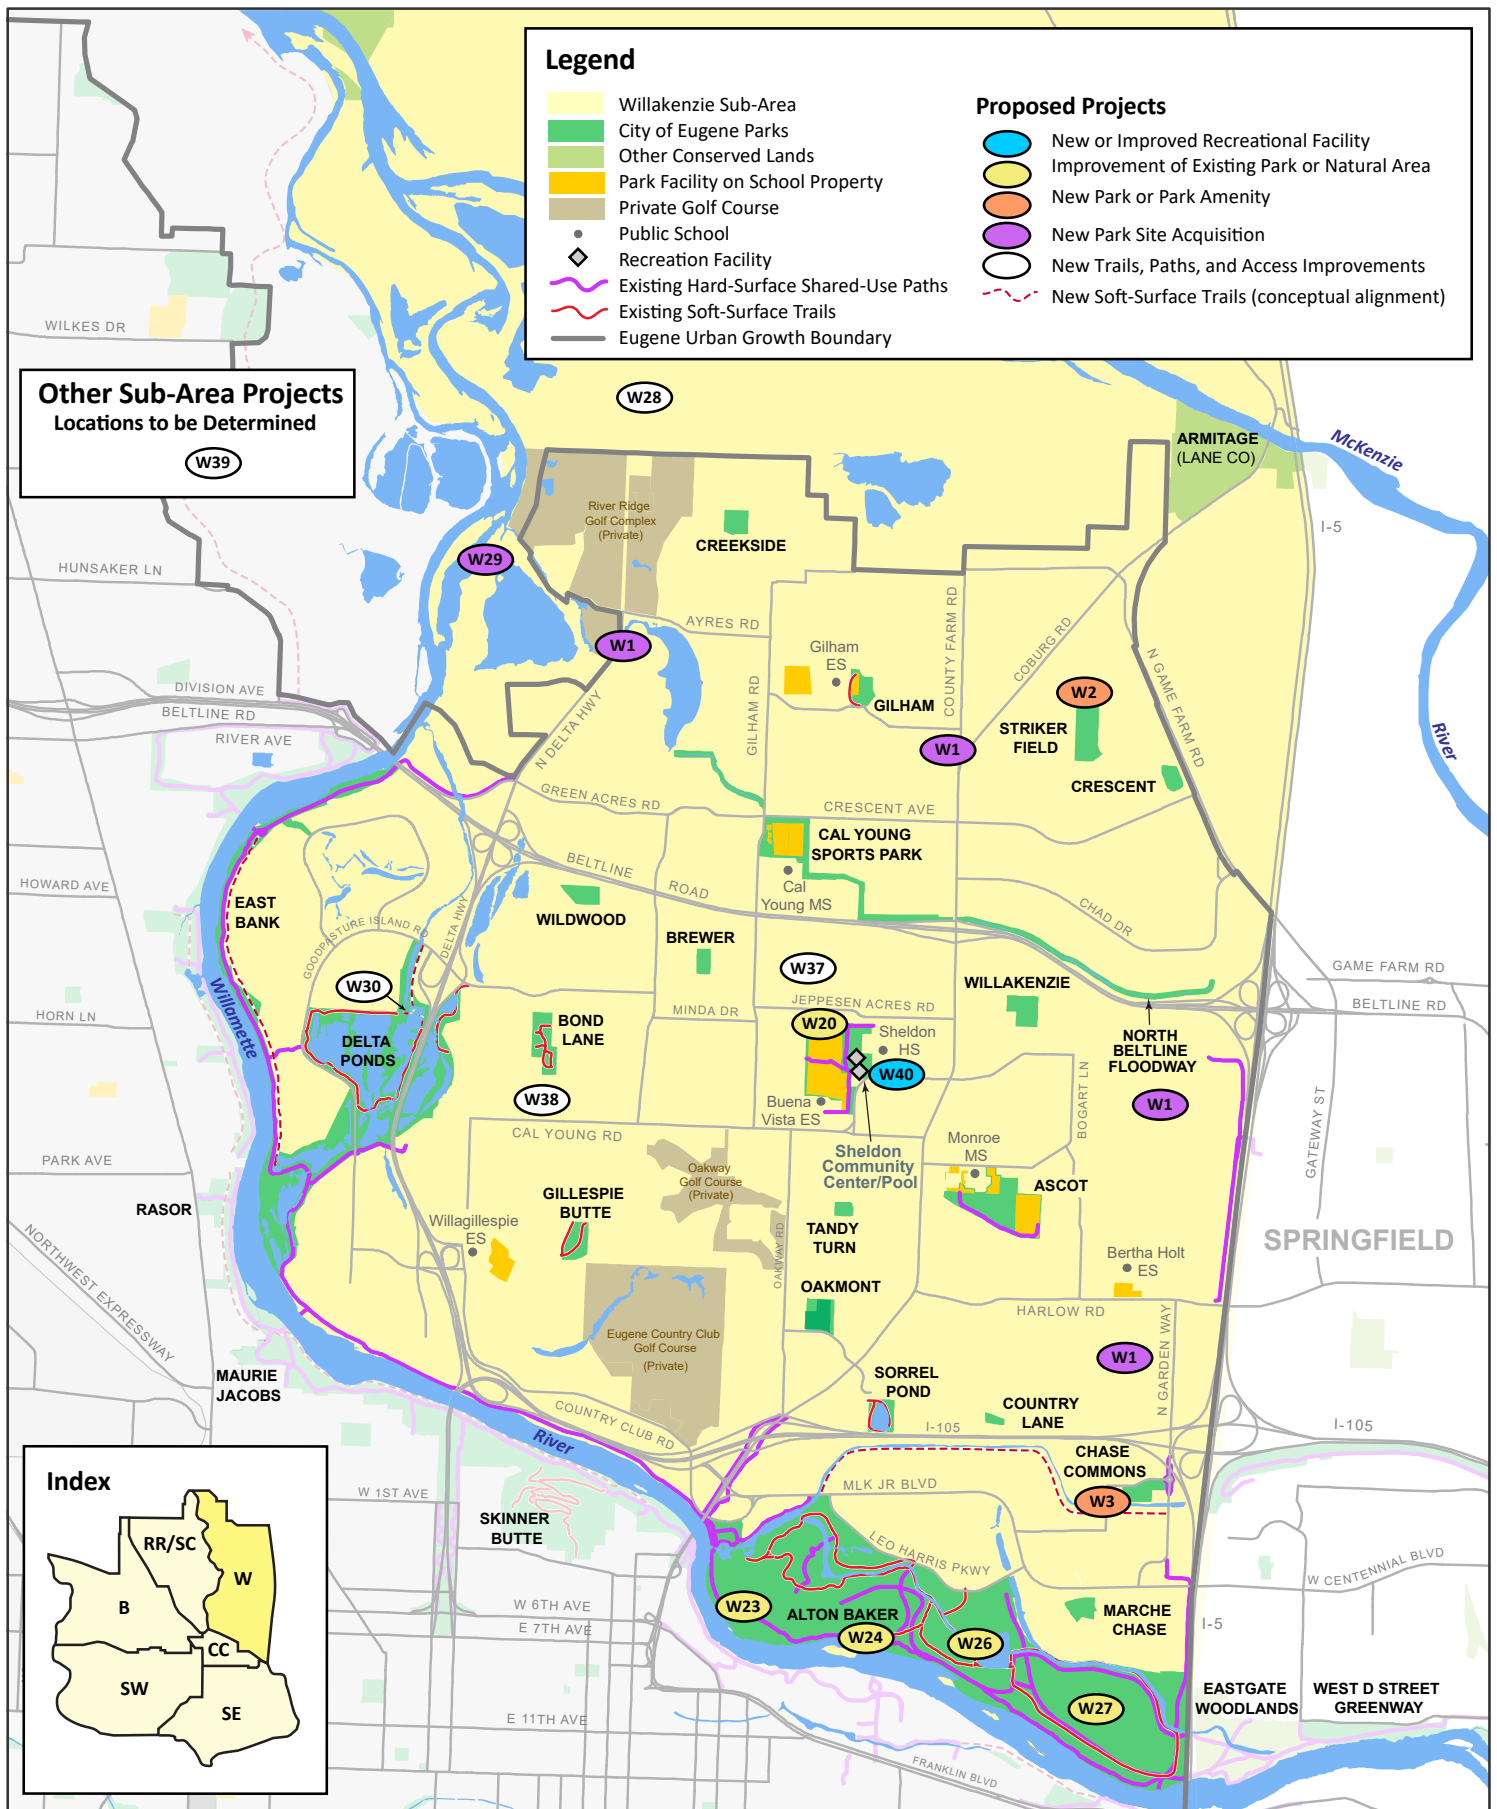 Legend
Willakenzie Sub-Area
City of Eugene Parks
Other Conserved Lands
Park Facility on School Property
Private Golf Course
Public School
Recreation Facility
Existing Hard-Surface Shared-Use Paths
Existing Soft-Surface Trails
Eugene Urban Growth Boundary
Proposed Projects
New or Improved Recreational Facility
Improvement of Existing Park or Natural Area
New Park or Park Amenity
New Park Site Acquisition
New Trails, Paths, and Access Improvements
New Soft-Surface Trails (conceptual alignment)
WILKES DR
Other Sub-Area Projects
Locations to be Determined
W39
W28
ARMITAGE
(LANE CO)
McKenzie
River
I-5
River Ridge
Golf Complex
(Private)
CREEKSIDE
W29
HUNSAKER LN
AYRES RD
W1
Gilham
ES
GILHAM
COUNTY FARM RD
COBURG RD
N GAME FARM RD
W2
STRIKER
FIELD
CRESCENT
DIVISION AVE
BELTLINE RD
RIVER AVE
N DELTA HWY
GILHAM RD
W1
GREEN ACRES RD
CRESCENT AVE
CAL YOUNG
SPORTS PARK
Cal
Young MS
BELTLINE
ROAD
HOWARD AVE
EAST
BANK
GOODPASTURE ISLAND RD
DELTA HWY
WILDWOOD
BREWER
CHAD DR
W37
WILLAKENZIE
GAME FARM RD
BELTLINE RD
W30
Willamette
HORN LN
DELTA
PONDS
BOND
LANE
MINDA DR
JEPPESEN ACRES RD
W20
Sheldon
HS
W40
NORTH
BELTLINE
FLOODWAY
W38
Buena
Vista ES
BOGART LN
W1
GATEWAY ST
CAL YOUNG RD
Sheldon
Community
Center/Pool
Monroe
MS
ASCOT
PARK AVE
RASOR
Oakway
Golf Course
(Private)
GILLESPIE
BUTTE
Willagillespie
ES
TANDY
TURN
OAKWAY RD
Bertha Holt
ES
SPRINGFIELD
NORTHWEST EXPRESSWAY
OAKMONT
HARLOW RD
Eugene Country Club
Golf Course
(Private)
W1
N GARDEN WAY
MAURIE
JACOBS
SORREL
POND
COUNTRY
LANE
COUNTRY CLUB RD
I-105
I-105
River
CHASE
COMMONS
MLK JR BLVD
W3
Index
RR/SC
W
B
CC
SW
SE
W 1ST AVE
SKINNER
BUTTE
LEO HARRIS PKWY
W CENTENNIAL BLVD
W 6TH AVE
E 7TH AVE
W23
ALTON BAKER
W24
W26
MARCHE
CHASE
I-5
W27
EASTGATE
WOODLANDS
WEST D STREET
GREENWAY
E 11TH AVE
FRANKLIN BLVD